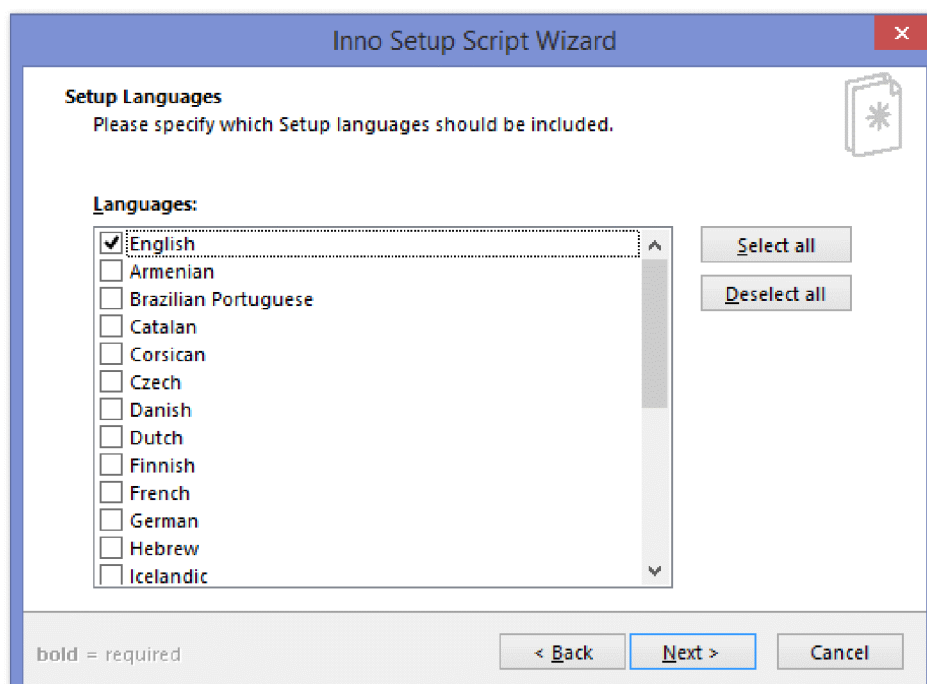 Inno Setup Script Wizard
Setup Languages
Please specify which Setup languages should be included.
Languages:
English
Armenian
Brazilian Portuguese
Catalan
Corsican
Czech
Danish
Dutch
Finnish
French
German
Hebrew
Icelandic
Select all
Deselect all
bold = required
< Back
Next >
Cancel